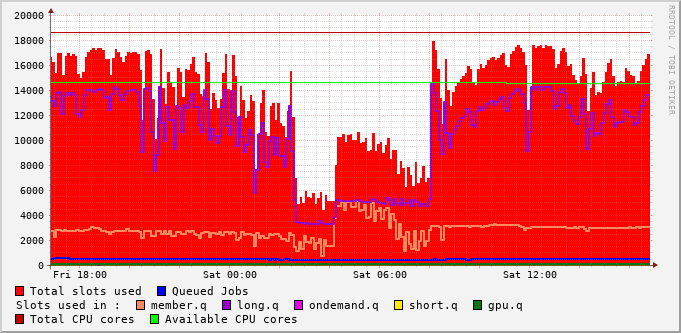 20000
18000
16000
14000
12000
10000
8000
6000
4000
2000
0
Fri 18:00 Sat 00:00 Sat 06:00 Sat 12:00
RRDTOOL / TOBI OETIKER
Total slots used Queued Jobs
Slots used in : member.q long.q ondemand.q short.q gpu.q
Total CPU cores Available CPU cores